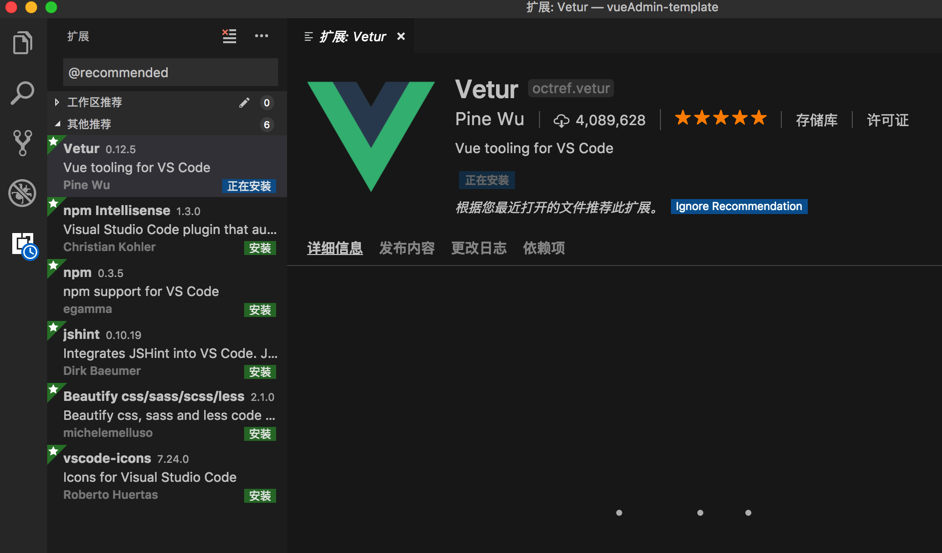 扩展: Vetur — vueAdmin-template
扩展
@recommended
工作区推荐 0
其他推荐 6
Vetur 0.12.5
Vue tooling for VS Code
Pine Wu 正在安装
npm Intellisense 1.3.0
Visual Studio Code plugin that au...
Christian Kohler 安装
npm 0.3.5
npm support for VS Code
egamma 安装
jshint 0.10.19
Integrates JSHint into VS Code. J...
Dirk Baeumer 安装
Beautify css/sass/scss/less 2.1.0
Beautify css, sass and less code ...
michelemelluso 安装
vscode-icons 7.24.0
Icons for Visual Studio Code
Roberto Huertas 安装
扩展: Vetur
Vetur octref.vetur
Pine Wu 4,089,628 存储库 许可证
Vue tooling for VS Code
正在安装
根据您最近打开的文件推荐此扩展。 Ignore Recommendation
详细信息 发布内容 更改日志 依赖项